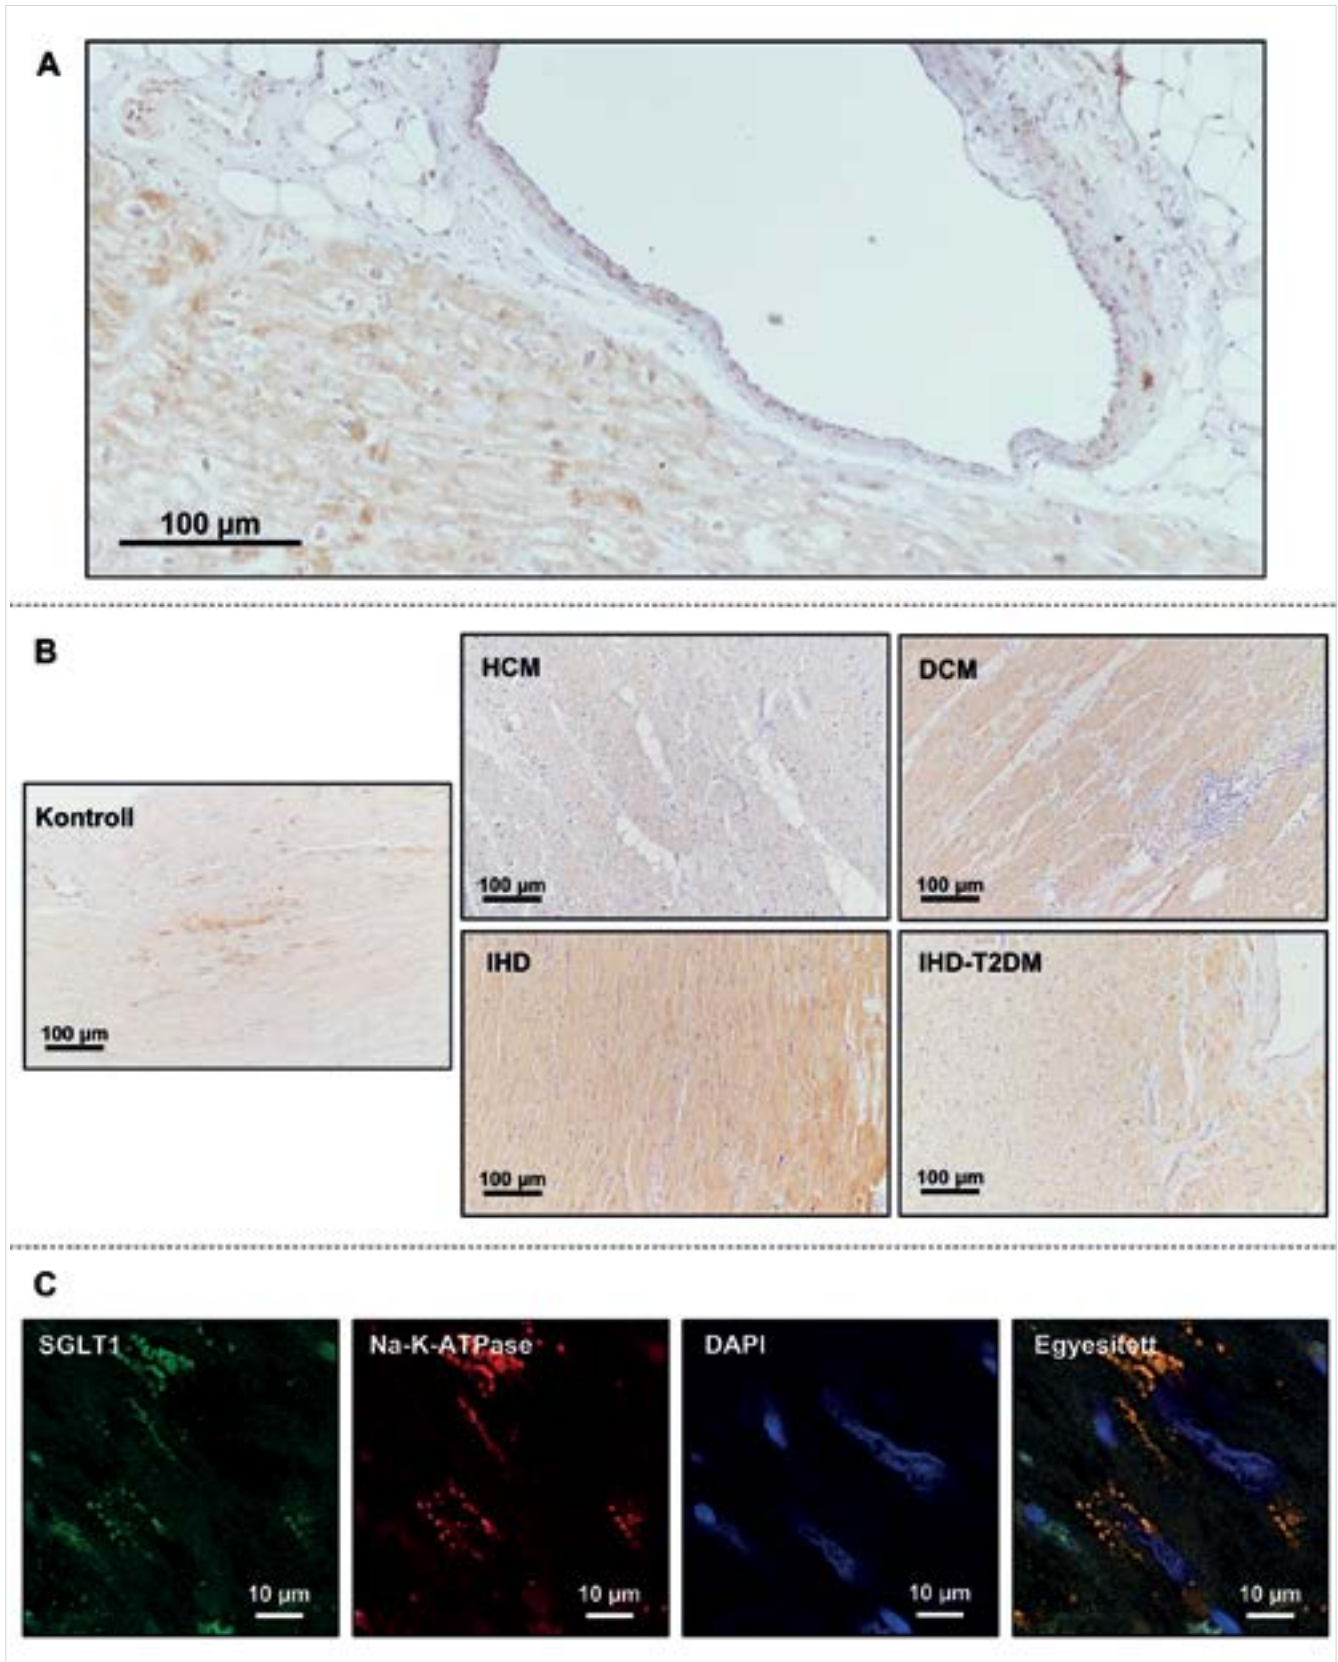 A
100 µm
B
HCM
100 µm
DCM
100 µm
Kontroll
100 µm
IHD
100 µm
IHD-T2DM
100 µm
C
SGLT1
10 µm
Na-K-ATPase
10 µm
DAPI
10 µm
Egyesített
10 µm